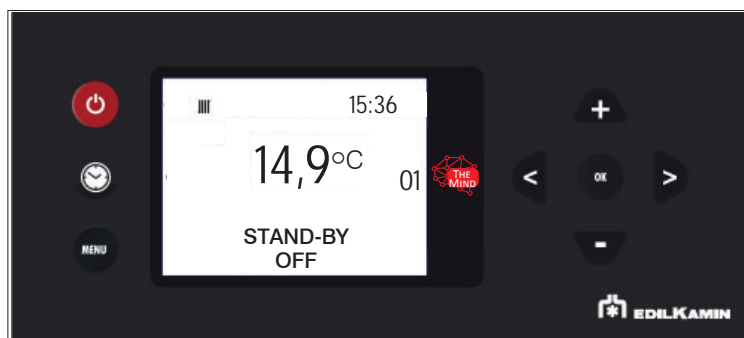 15:36
14,9°C
01
THE
MIND
STAND-BY
OFF
MENU
+
<
OK
>
-
EDILKAMIN